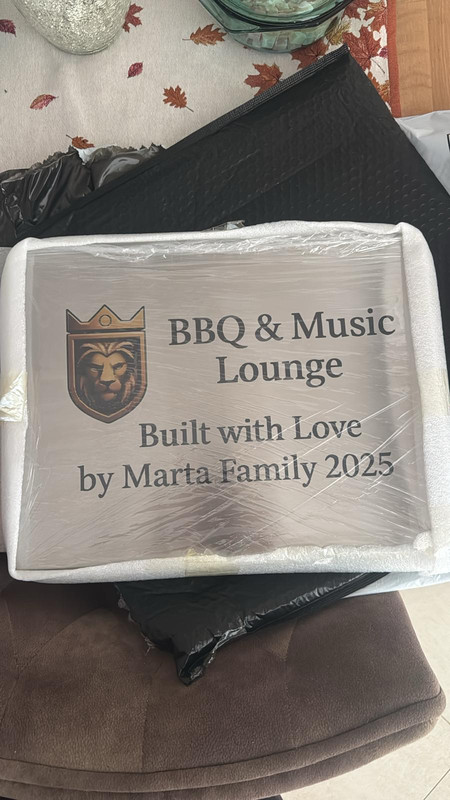 BBQ & Music
Lounge
Built with Love
by Marta Family 2025